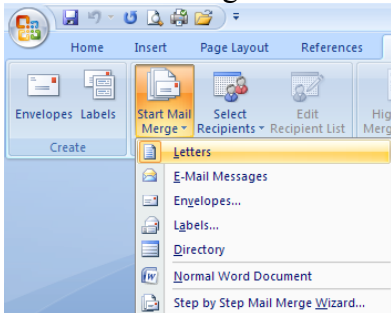 Home Insert Page Layout References
Envelopes Labels Start Mail Merge Select Recipients Edit Recipient List
Create
Letters
E-Mail Messages
Envelopes...
Labels...
Directory
Normal Word Document
Step by Step Mail Merge Wizard...